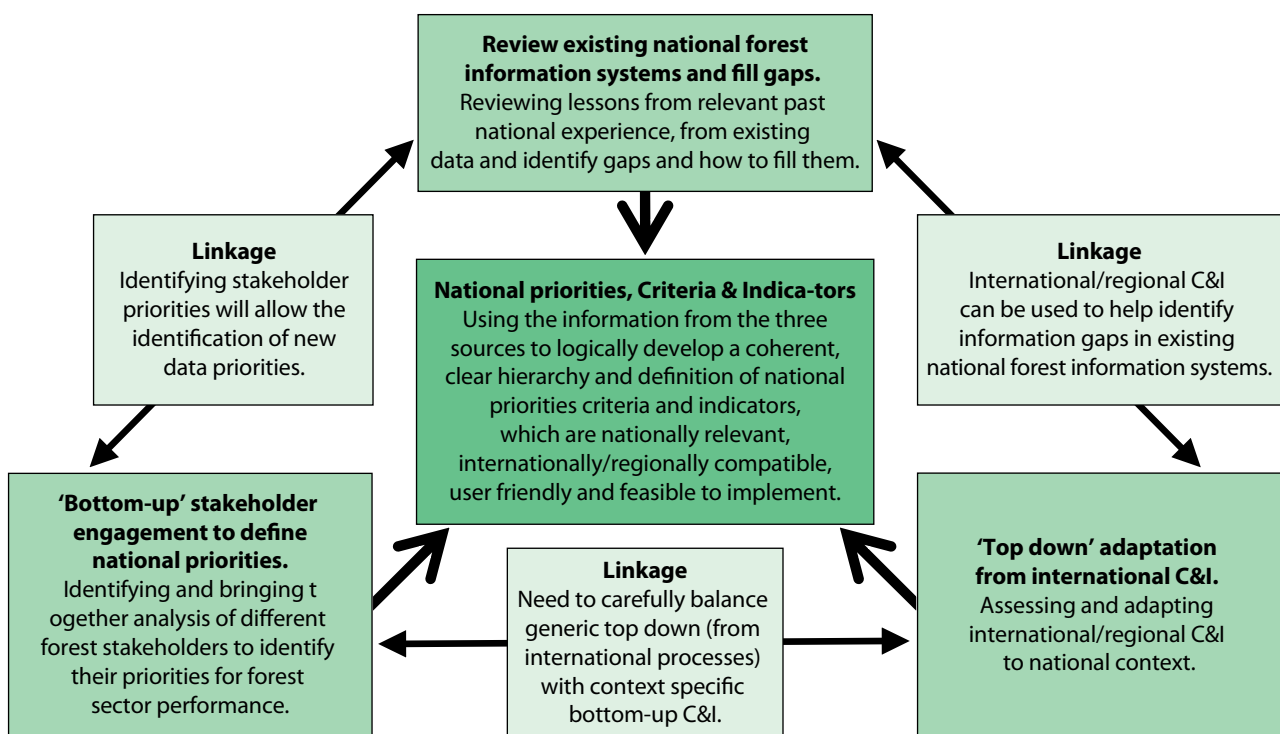 Review existing national forest
information systems and fill gaps.
Reviewing lessons from relevant past
national experience, from existing
data and identify gaps and how to fill them.
Linkage
Identifying stakeholder
priorities will allow the
identification of new
data priorities.
National priorities, Criteria & Indica-tors
Using the information from the three
sources to logically develop a coherent,
clear hierarchy and definition of national
priorities criteria and indicators,
which are nationally relevant,
internationally/regionally compatible,
user friendly and feasible to implement.
Linkage
International/regional C&I
can be used to help identify
information gaps in existing
national forest information systems.
‘Bottom-up’ stakeholder
engagement to define
national priorities.
Identifying and bringing t
ogether analysis of different
forest stakeholders to identify
their priorities for forest
sector performance.
Linkage
Need to carefully balance
generic top down (from
international processes)
with context specific
bottom-up C&I.
‘Top down’ adaptation
from international C&I.
Assessing and adapting
international/regional C&I
to national context.